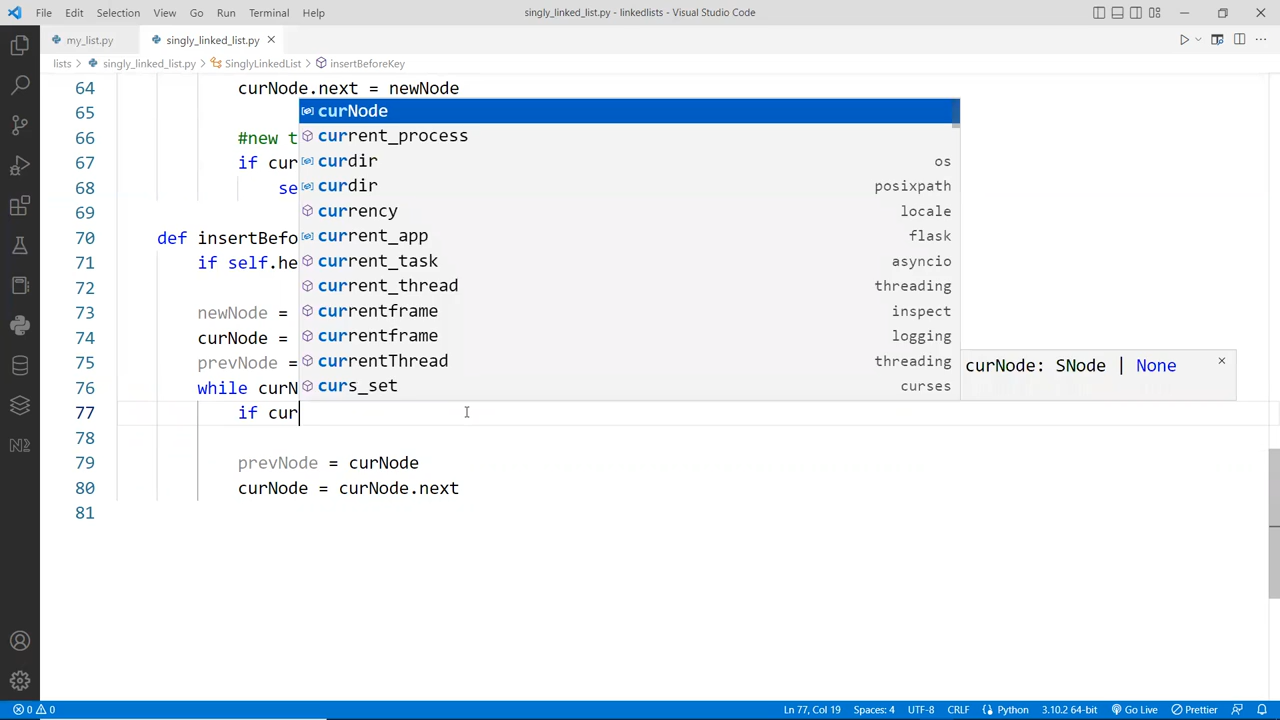 File Edit Selection View Go Run Terminal Help singly_linked_list.py - linkedlists - Visual Studio Code
my_list.py singly_linked_list.py
lists > singly_linked_list.py > SinglyLinkedList > insertBeforeKey
64 curNode.next = newNode
65
66 #new t
67 if cur
68 se
69
70 def insertBefo
71 if self.he
72
73 newNode =
74 curNode =
75 prevNode =
76 while curN
77 if cur
78
79 prevNode = curNode
80 curNode = curNode.next
81
curNode
current_process
curdir os
curdir posixpath
currency locale
current_app flask
current_task asyncio
current_thread threading
currentframe inspect
currentframe logging
currentThread threading
curs_set curses
curNode: SNode | None
N2
0 0 Ln 77, Col 19 Spaces: 4 UTF-8 CRLF Python 3.10.2 64-bit Go Live Prettier